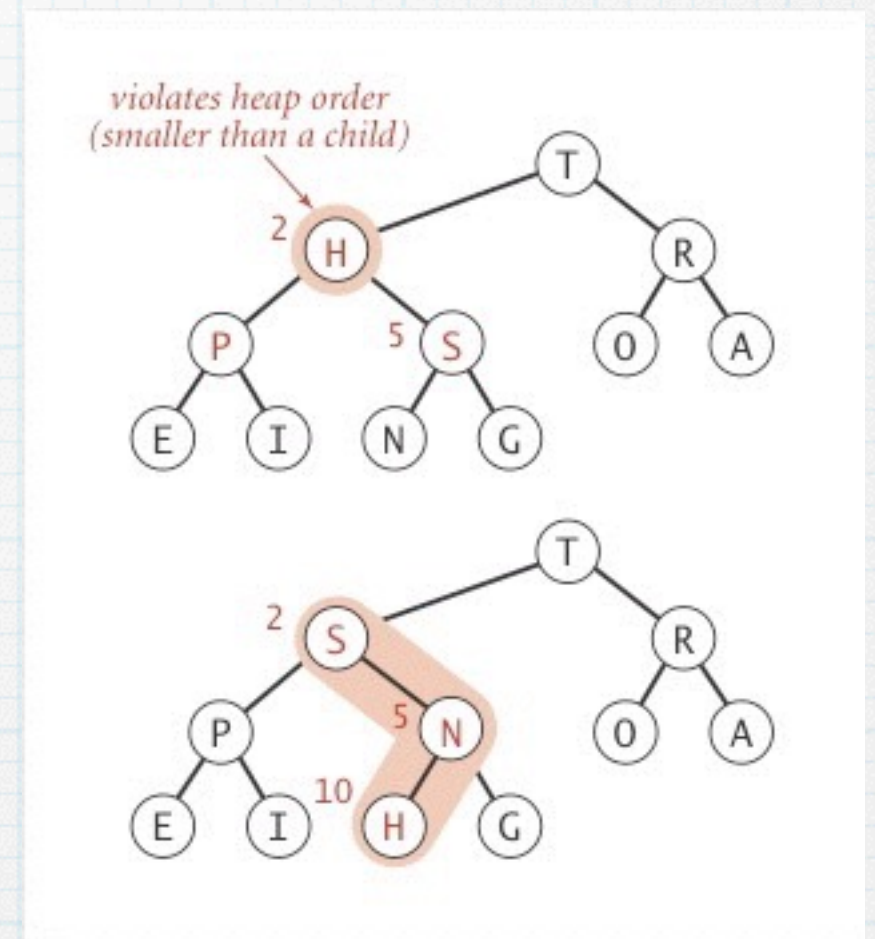 violates heap order
(smaller than a child)
T
2 H R
P 5 S O A
E I N G
T
2 S R
P 5 N O A
E I 10 H G